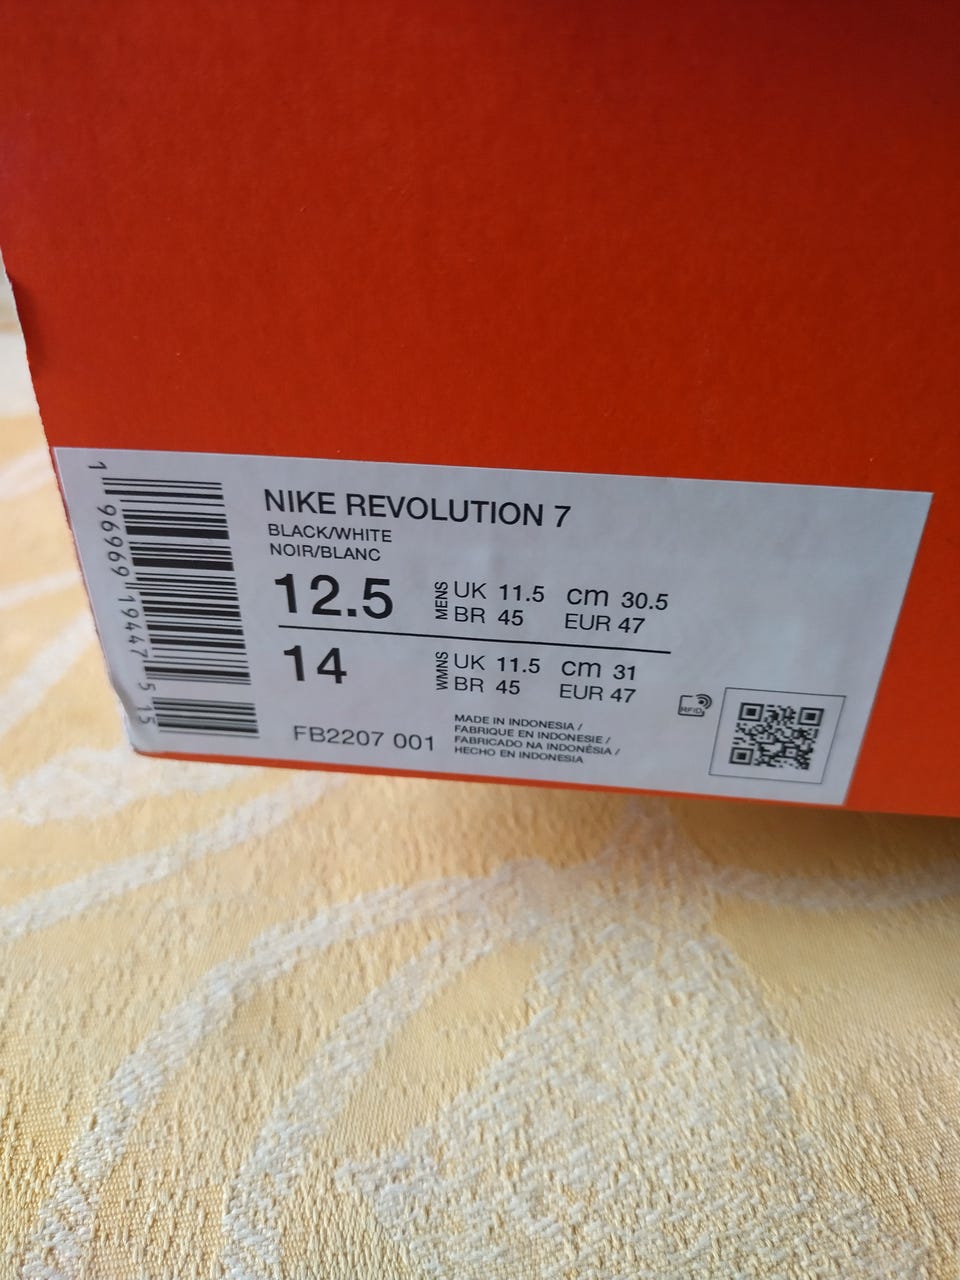 NIKE REVOLUTION 7
BLACK/WHITE
NOIR/BLANC
12.5
MENS
UK 11.5 cm 30.5
BR 45 EUR 47
14
WMNS
UK 11.5 cm 31
BR 45 EUR 47
FB2207 001
MADE IN INDONESIA /
FABRIQUE EN INDONESIE /
FABRICADO NA INDONÉSIA /
HECHO EN INDONESIA
RFID
1 96969 19447 5 15